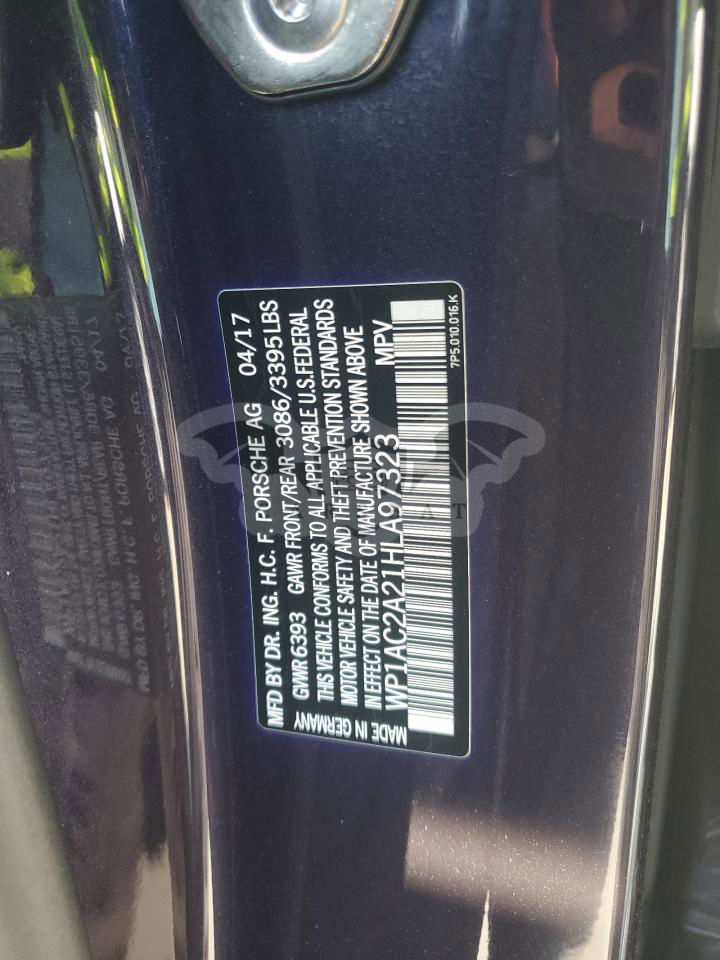 MFD BY DR. ING. H.C. F. PORSCHE AG 04/17
GVWR 6393 GAWR FRONT/REAR 3086/3395 LBS
THIS VEHICLE CONFORMS TO ALL APPLICABLE U.S. FEDERAL
MOTOR VEHICLE SAFETY AND THEFT PREVENTION STANDARDS
IN EFFECT ON THE DATE OF MANUFACTURE SHOWN ABOVE
WP1AC2A21HLA97323 MPV
MADE IN GERMANY
7P5.010.016.K